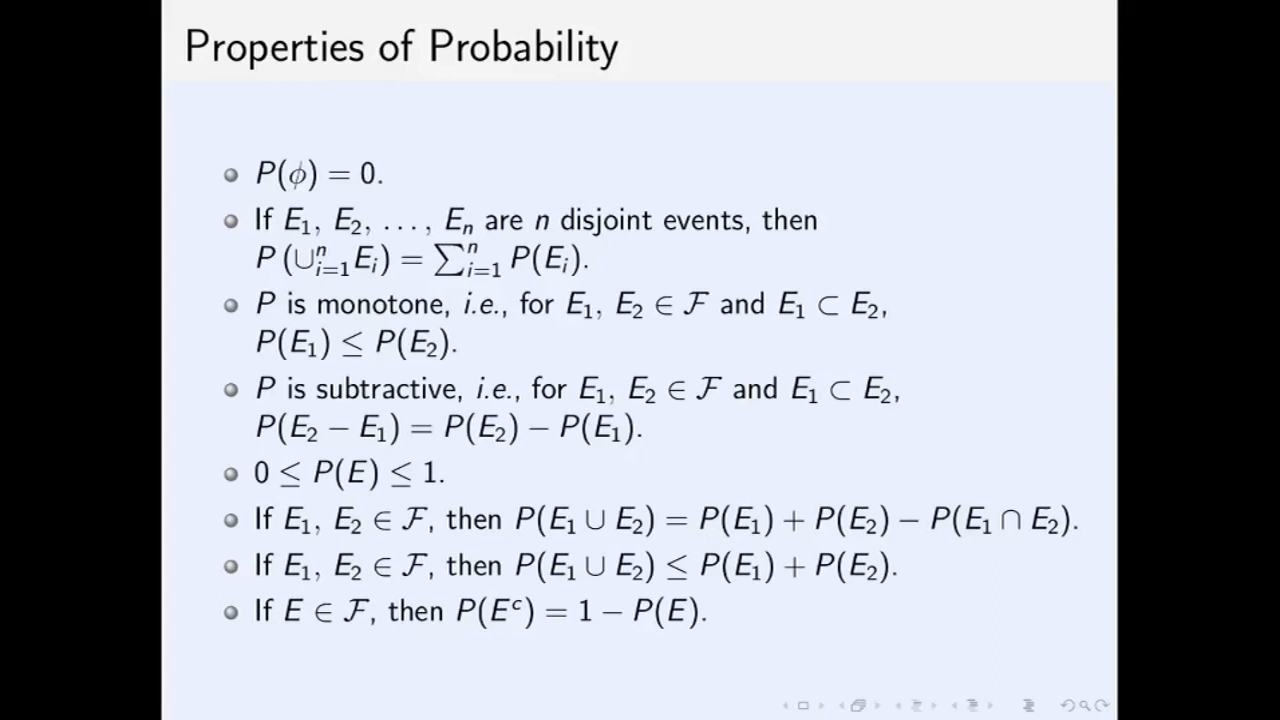 Properties of Probability
P(ϕ) = 0.
If E₁, E₂, ..., Eₙ are n disjoint events, then
P (∪ⁿᵢ₌₁Eᵢ) = ∑ⁿᵢ₌₁ P(Eᵢ).
P is monotone, i.e., for E₁, E₂ ∈ ℱ and E₁ ⊂ E₂,
P(E₁) ≤ P(E₂).
P is subtractive, i.e., for E₁, E₂ ∈ ℱ and E₁ ⊂ E₂,
P(E₂ − E₁) = P(E₂) − P(E₁).
0 ≤ P(E) ≤ 1.
If E₁, E₂ ∈ ℱ, then P(E₁ ∪ E₂) = P(E₁) + P(E₂) − P(E₁ ∩ E₂).
If E₁, E₂ ∈ ℱ, then P(E₁ ∪ E₂) ≤ P(E₁) + P(E₂).
If E ∈ ℱ, then P(Eᶜ) = 1 − P(E).